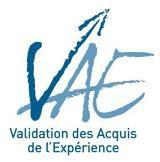 VAE
Validation des Acquis
de l'Expérience